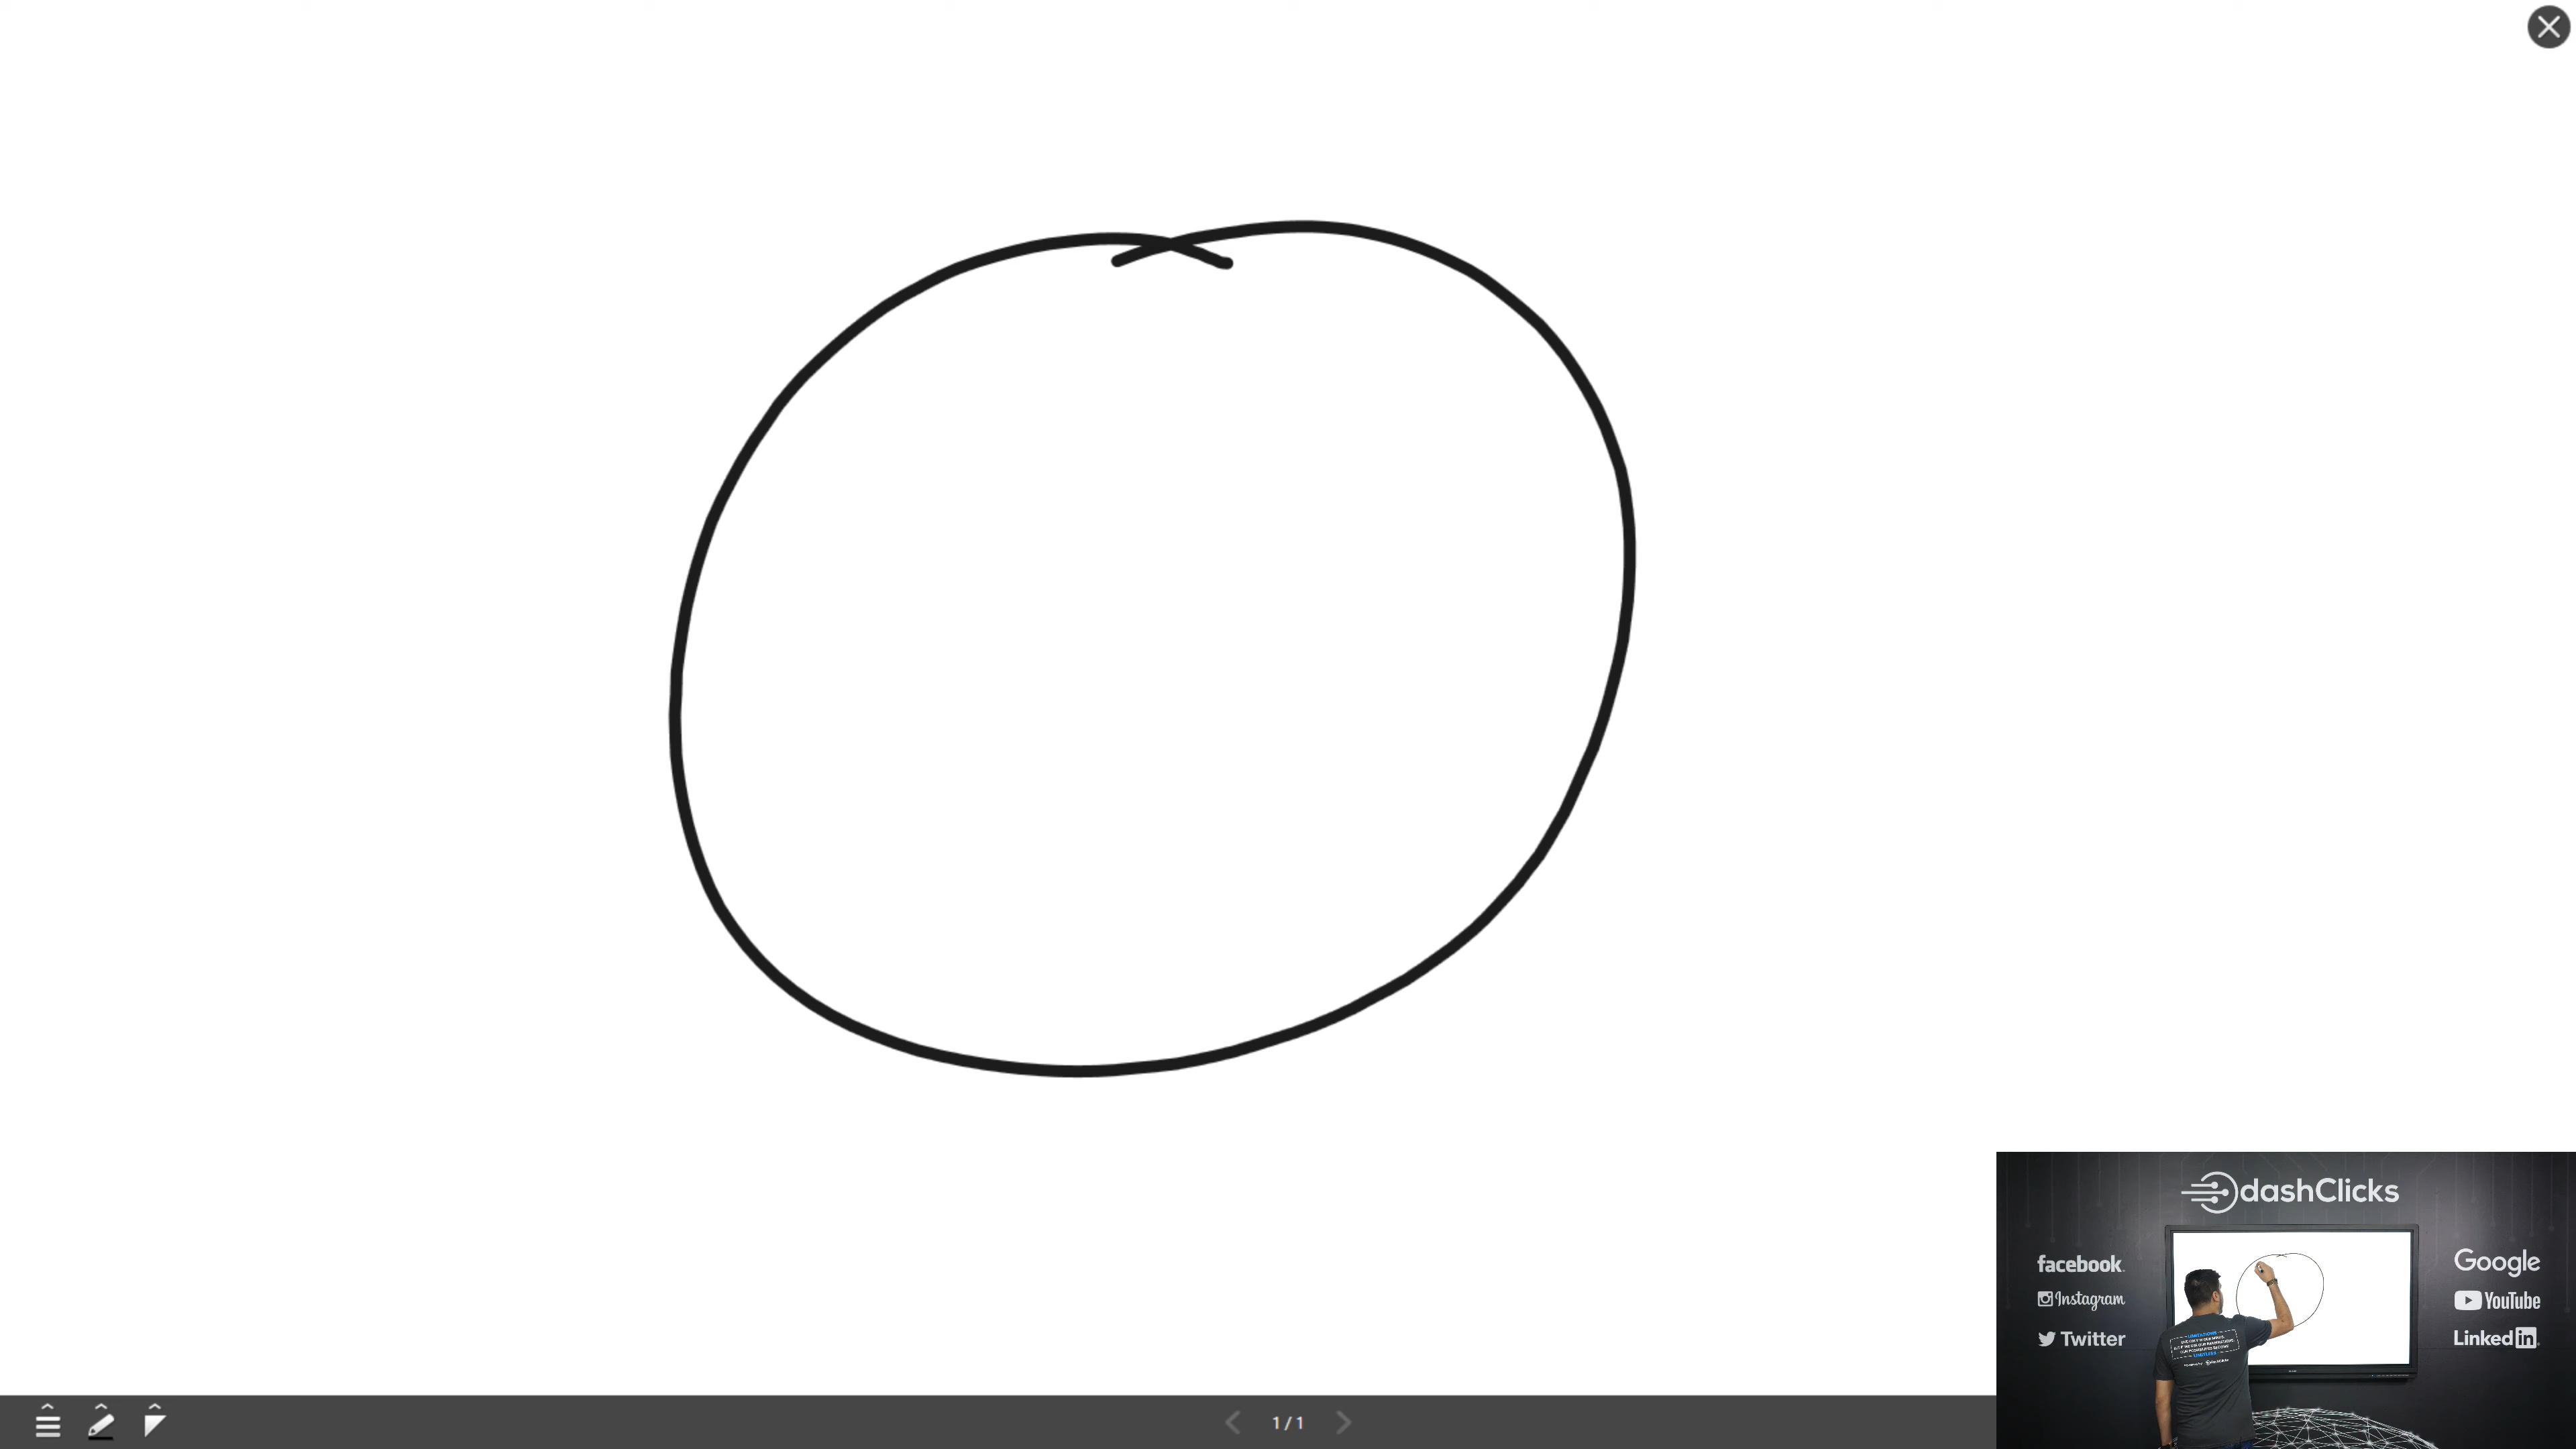 1/1
dashClicks
facebook.
Instagram
Twitter
Google
YouTube
Linkedin